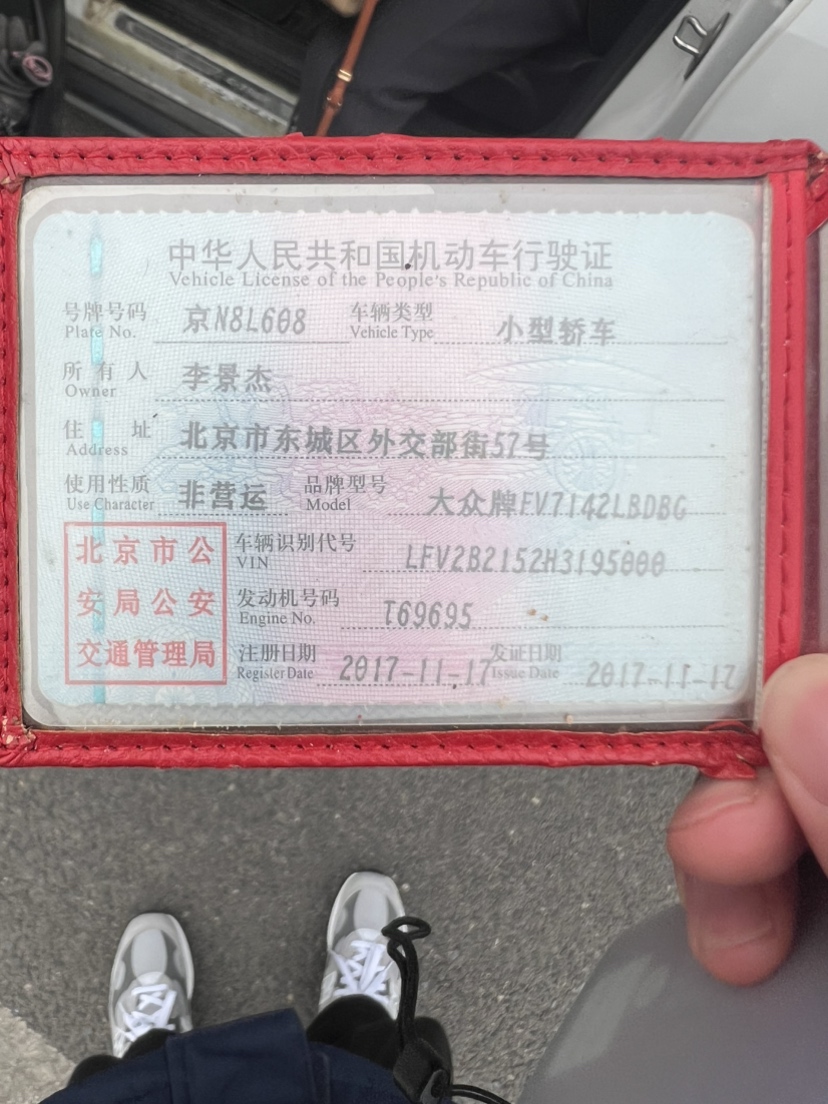 中华人民共和国机动车行驶证
Vehicle License of the People's Republic of China
号牌号码 京N8L608 车辆类型 小型轿车
Plate No. Vehicle Type
所有人 李景杰
Owner
住址 北京市东城区外交部街57号
Address
使用性质 非营运 品牌型号 大众牌FV7142LBDBG
Use Character Model
北京市公
安局公安
交通管理局
车辆识别代号 LFV2B2152H3195000
VIN
发动机号码 T69695
Engine No.
注册日期 2017-11-17 发证日期 2017-11-17
Register Date Issue Date